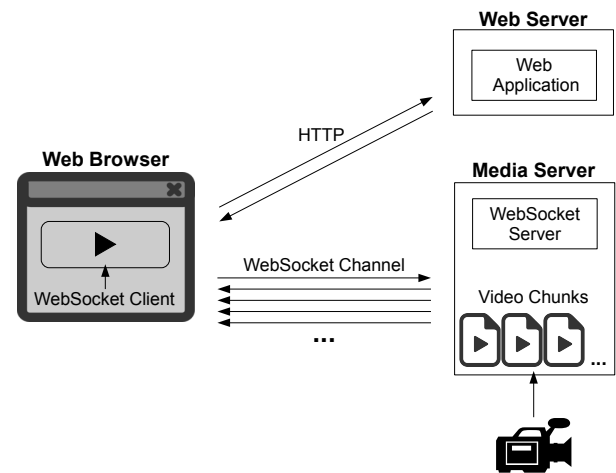 Web Server
Web
Application
HTTP
Web Browser
Media Server
WebSocket
Server
WebSocket Channel
WebSocket Client
Video Chunks
...
...